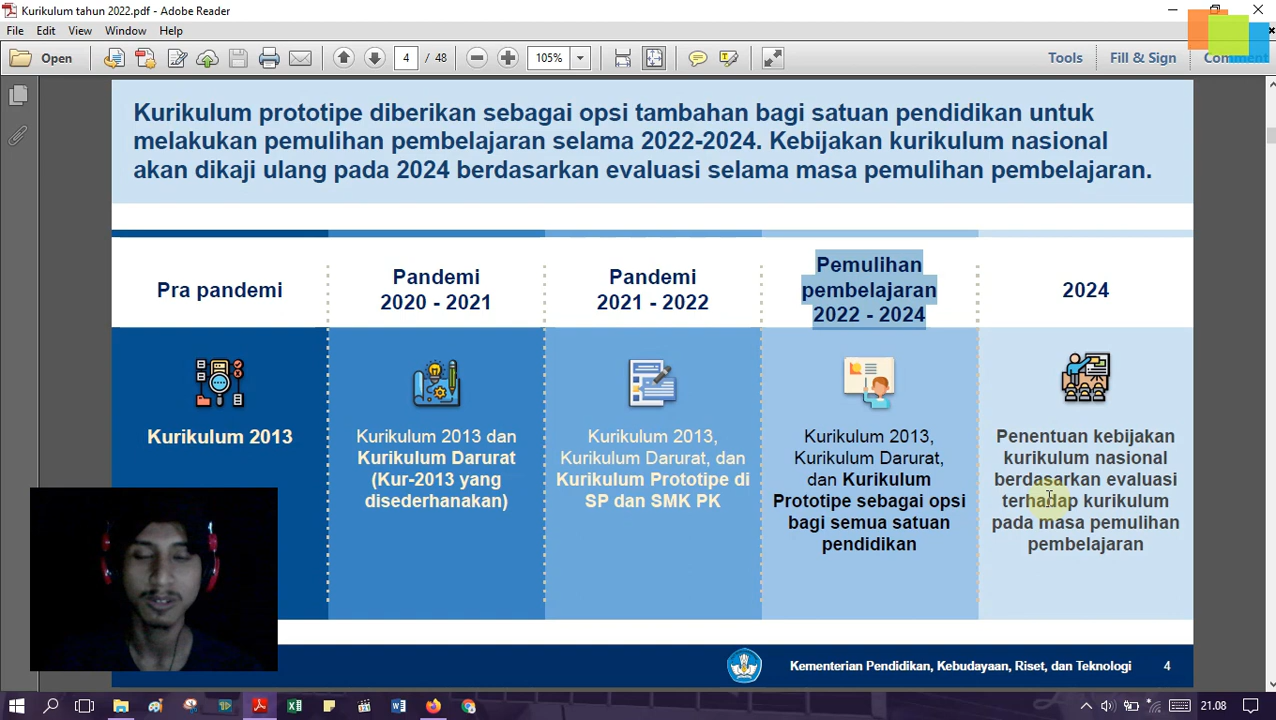 Kurikulum tahun 2022.pdf - Adobe Reader
File Edit View Window Help
Open 4 / 48 105% Tools Fill & Sign Comment
Kurikulum prototipe diberikan sebagai opsi tambahan bagi satuan pendidikan untuk
melakukan pemulihan pembelajaran selama 2022-2024. Kebijakan kurikulum nasional
akan dikaji ulang pada 2024 berdasarkan evaluasi selama masa pemulihan pembelajaran.
Pra pandemi
Kurikulum 2013
Pandemi
2020 - 2021
Kurikulum 2013 dan
Kurikulum Darurat
(Kur-2013 yang
disederhanakan)
Pandemi
2021 - 2022
Kurikulum 2013,
Kurikulum Darurat, dan
Kurikulum Prototipe di
SP dan SMK PK
Pemulihan
pembelajaran
2022 - 2024
Kurikulum 2013,
Kurikulum Darurat,
dan Kurikulum
Prototipe sebagai opsi
bagi semua satuan
pendidikan
2024
Penentuan kebijakan
kurikulum nasional
berdasarkan evaluasi
terhadap kurikulum
pada masa pemulihan
pembelajaran
Kementerian Pendidikan, Kebudayaan, Riset, dan Teknologi 4
21.08